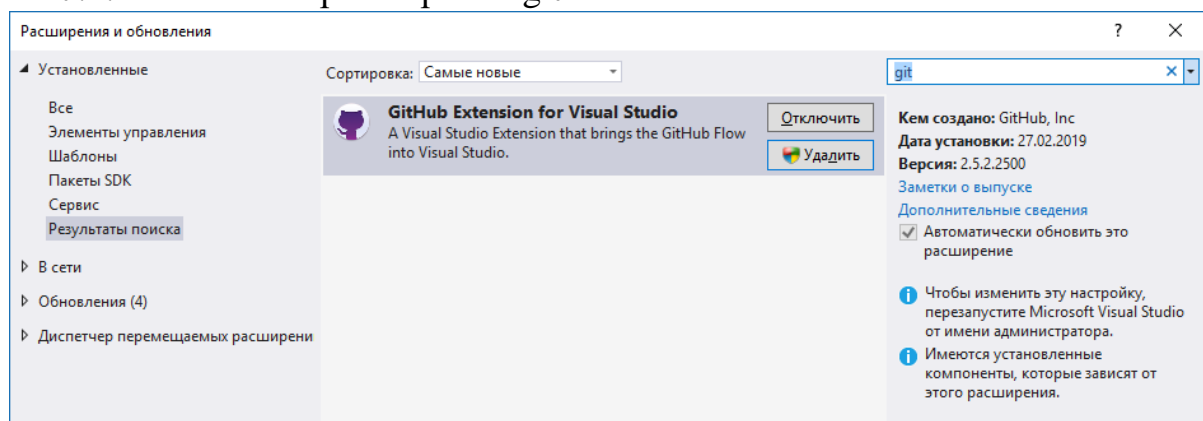 Расширения и обновления
?
Установленные
Все
Элементы управления
Шаблоны
Пакеты SDK
Сервис
Результаты поиска
В сети
Обновления (4)
Диспетчер перемещаемых расширени
Сортировка: Самые новые
GitHub Extension for Visual Studio
A Visual Studio Extension that brings the GitHub Flow
into Visual Studio.
Отключить
Удалить
git
Кем создано: GitHub, Inc
Дата установки: 27.02.2019
Версия: 2.5.2.2500
Заметки о выпуске
Дополнительные сведения
Автоматически обновить это
расширение
Чтобы изменить эту настройку,
перезапустите Microsoft Visual Studio
от имени администратора.
Имеются установленные
компоненты, которые зависят от
этого расширения.